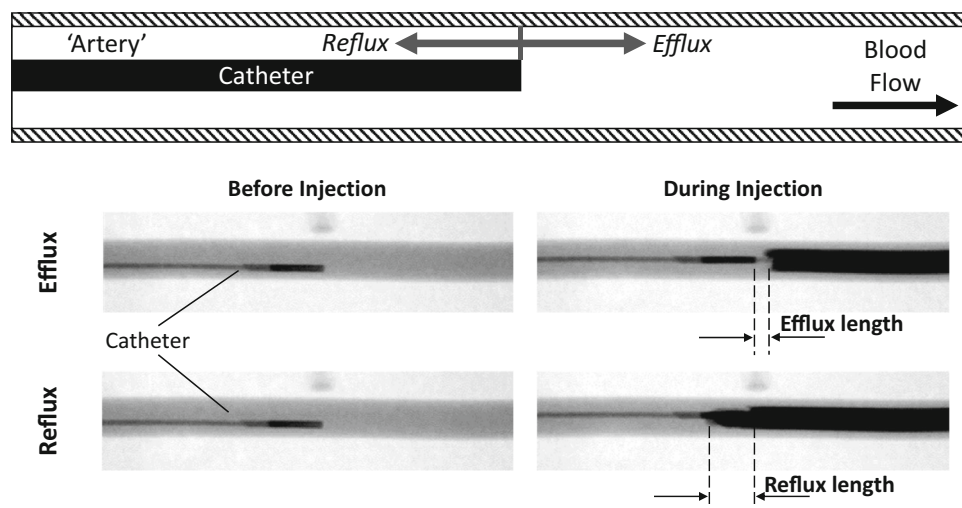 ‘Artery’
Reflux
Efflux
Blood
Flow
Catheter
Before Injection
During Injection
Efflux
Efflux length
Catheter
Reflux
Reflux length